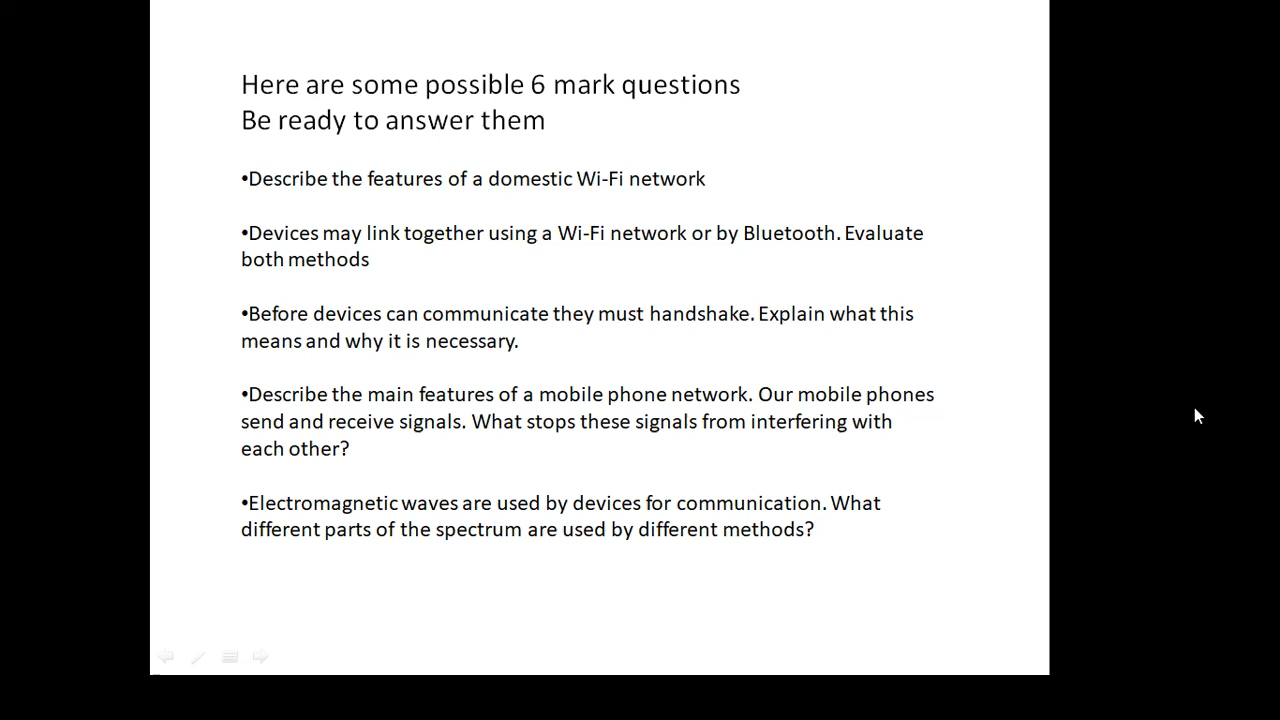 Here are some possible 6 mark questions
Be ready to answer them
•Describe the features of a domestic Wi-Fi network
•Devices may link together using a Wi-Fi network or by Bluetooth. Evaluate
both methods
•Before devices can communicate they must handshake. Explain what this
means and why it is necessary.
•Describe the main features of a mobile phone network. Our mobile phones
send and receive signals. What stops these signals from interfering with
each other?
•Electromagnetic waves are used by devices for communication. What
different parts of the spectrum are used by different methods?